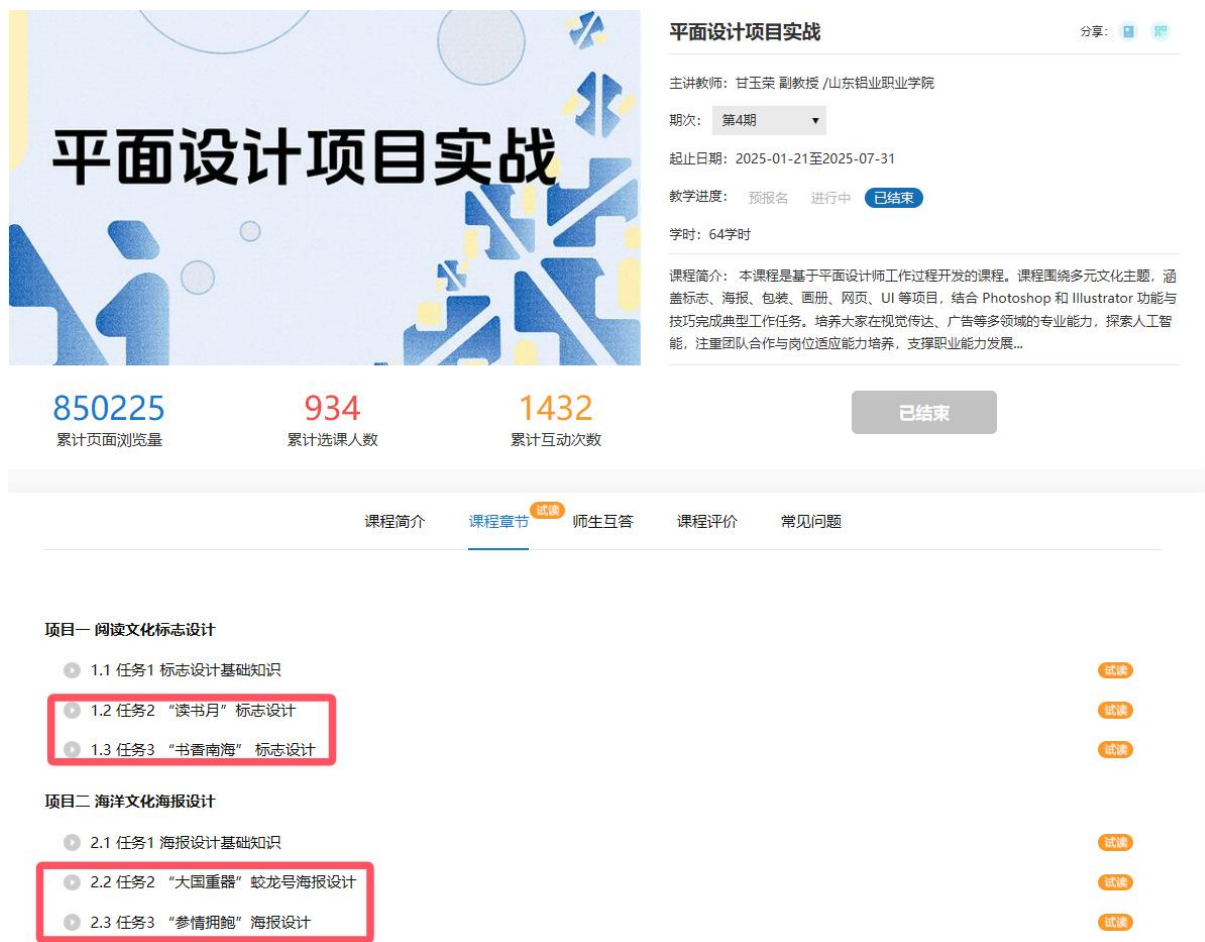 平面设计项目实战
平面设计项目实战
分享：
主讲教师：甘玉荣 副教授 /山东铝业职业学院
期次： 第4期
起止日期：2025-01-21至2025-07-31
教学进度： 预报名 进行中 已结束
学时：64学时
课程简介： 本课程是基于平面设计师工作过程开发的课程。课程围绕多元文化主题，涵
盖标志、海报、包装、画册、网页、UI 等项目，结合 Photoshop 和 Illustrator 功能与
技巧完成典型工作任务。培养大家在视觉传达、广告等多领域的专业能力，探索人工智
能，注重团队合作与岗位适应能力培养，支撑职业能力发展...
850225 934 1432
累计页面浏览量 累计选课人数 累计互动次数
已结束
课程简介 课程章节 试读 师生互答 课程评价 常见问题
项目一 阅读文化标志设计
1.1 任务1 标志设计基础知识 试读
1.2 任务2 “读书月”标志设计 试读
1.3 任务3 “书香南海” 标志设计 试读
项目二 海洋文化海报设计
2.1 任务1 海报设计基础知识 试读
2.2 任务2 “大国重器”蛟龙号海报设计 试读
2.3 任务3 “参情拥鲍”海报设计 试读